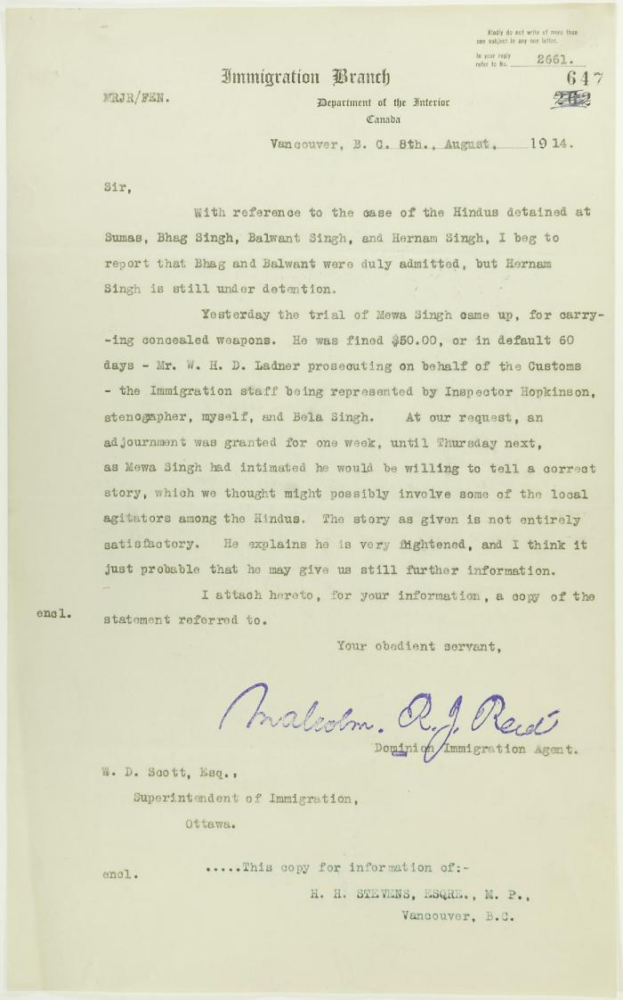 Kindly do not write of more than
one subject in any one letter.
In your reply
refer to No. 2661.
647
Immigration Branch
MRJR/FEN.
Department of the Interior
Canada
Vancouver, B. C. 8th., August, 1914.
Sir,
With reference to the case of the Hindus detained at
Sumas, Bhag Singh, Balwant Singh, and Hernam Singh, I beg to
report that Bhag and Balwant were duly admitted, but Hernam
Singh is still under detention.
Yesterday the trial of Mewa Singh came up, for carry-
-ing concealed weapons. He was fined $50.00, or in default 60
days - Mr. W. H. D. Ladner prosecuting on behalf of the Customs
- the Immigration staff being represented by Inspector Hopkinson,
stenographer, myself, and Bela Singh. At our request, an
adjournment was granted for one week, until Thursday next,
as Mewa Singh had intimated he would be willing to tell a correct
story, which we thought might possibly involve some of the local
agitators among the Hindus. The story as given is not entirely
satisfactory. He explains he is very , and I think it
just probable that he may give us still further information.
I attach hereto, for your information, a copy of the
encl.
statement referred to.
Your obedient servant,
Malcolm. R. J. Reid
Dominion Immigration Agent.
W. D. Scott, Esq.,
Superintendent of Immigration,
Ottawa.
encl.
.....This copy for information of:-
H. H. STEVENS, ESQRE., M. P.,
Vancouver, B.C.